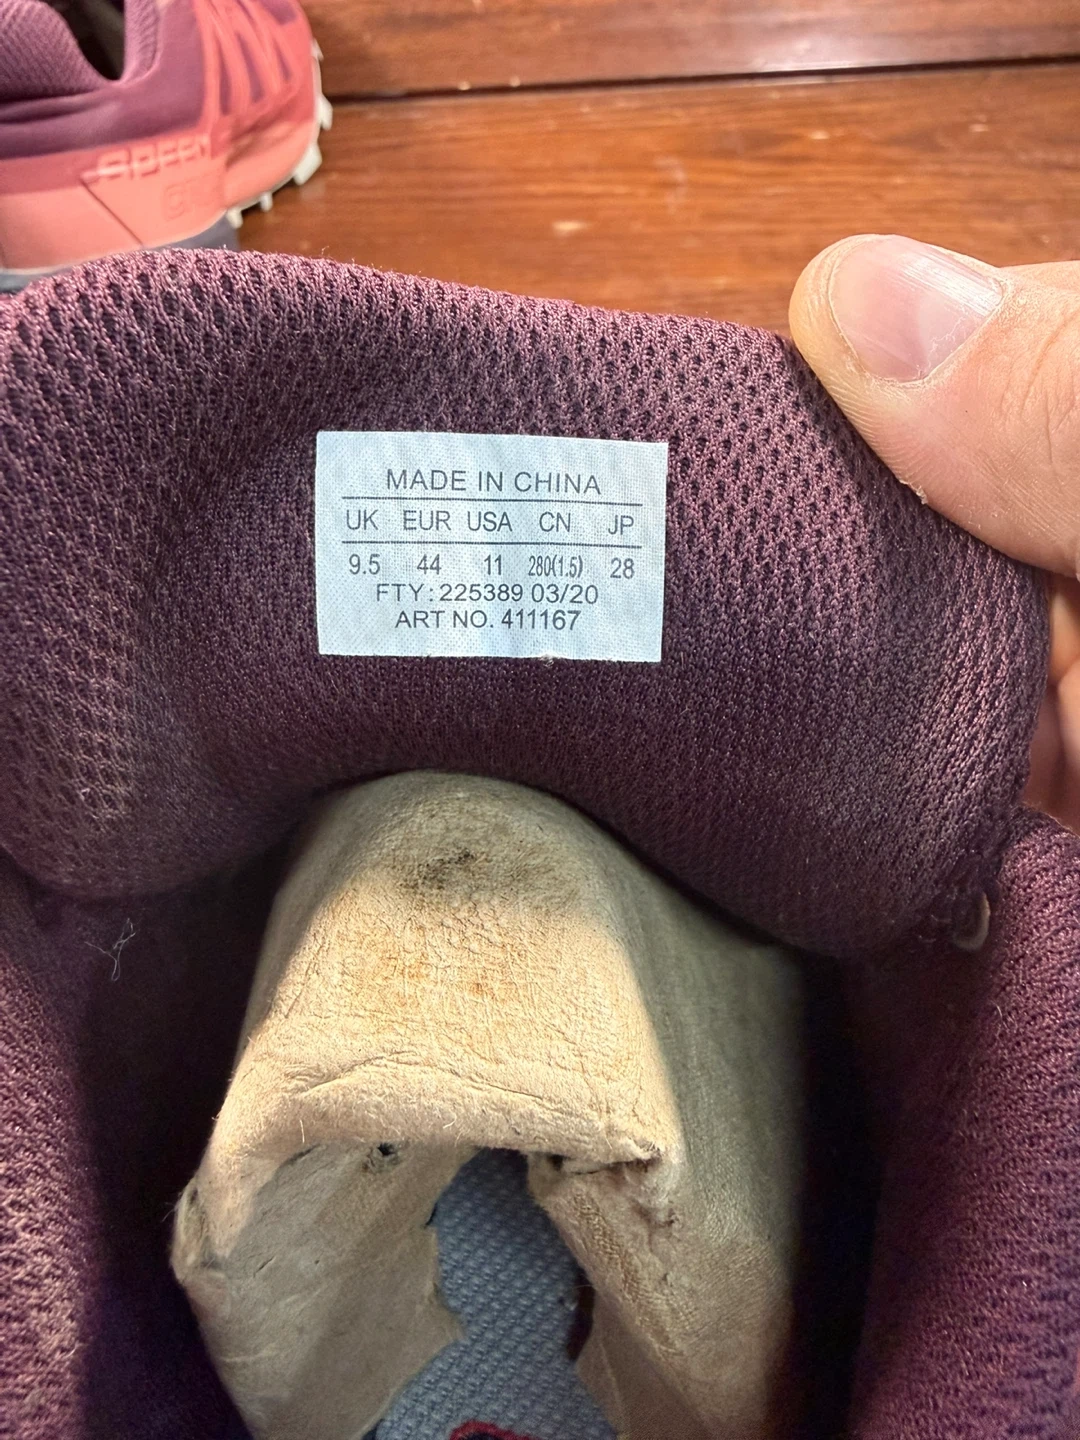 SPEED
MADE IN CHINA
UK EUR USA CN JP
9.5 44 11 280(1.5) 28
FTY: 225389 03/20
ART NO. 411167